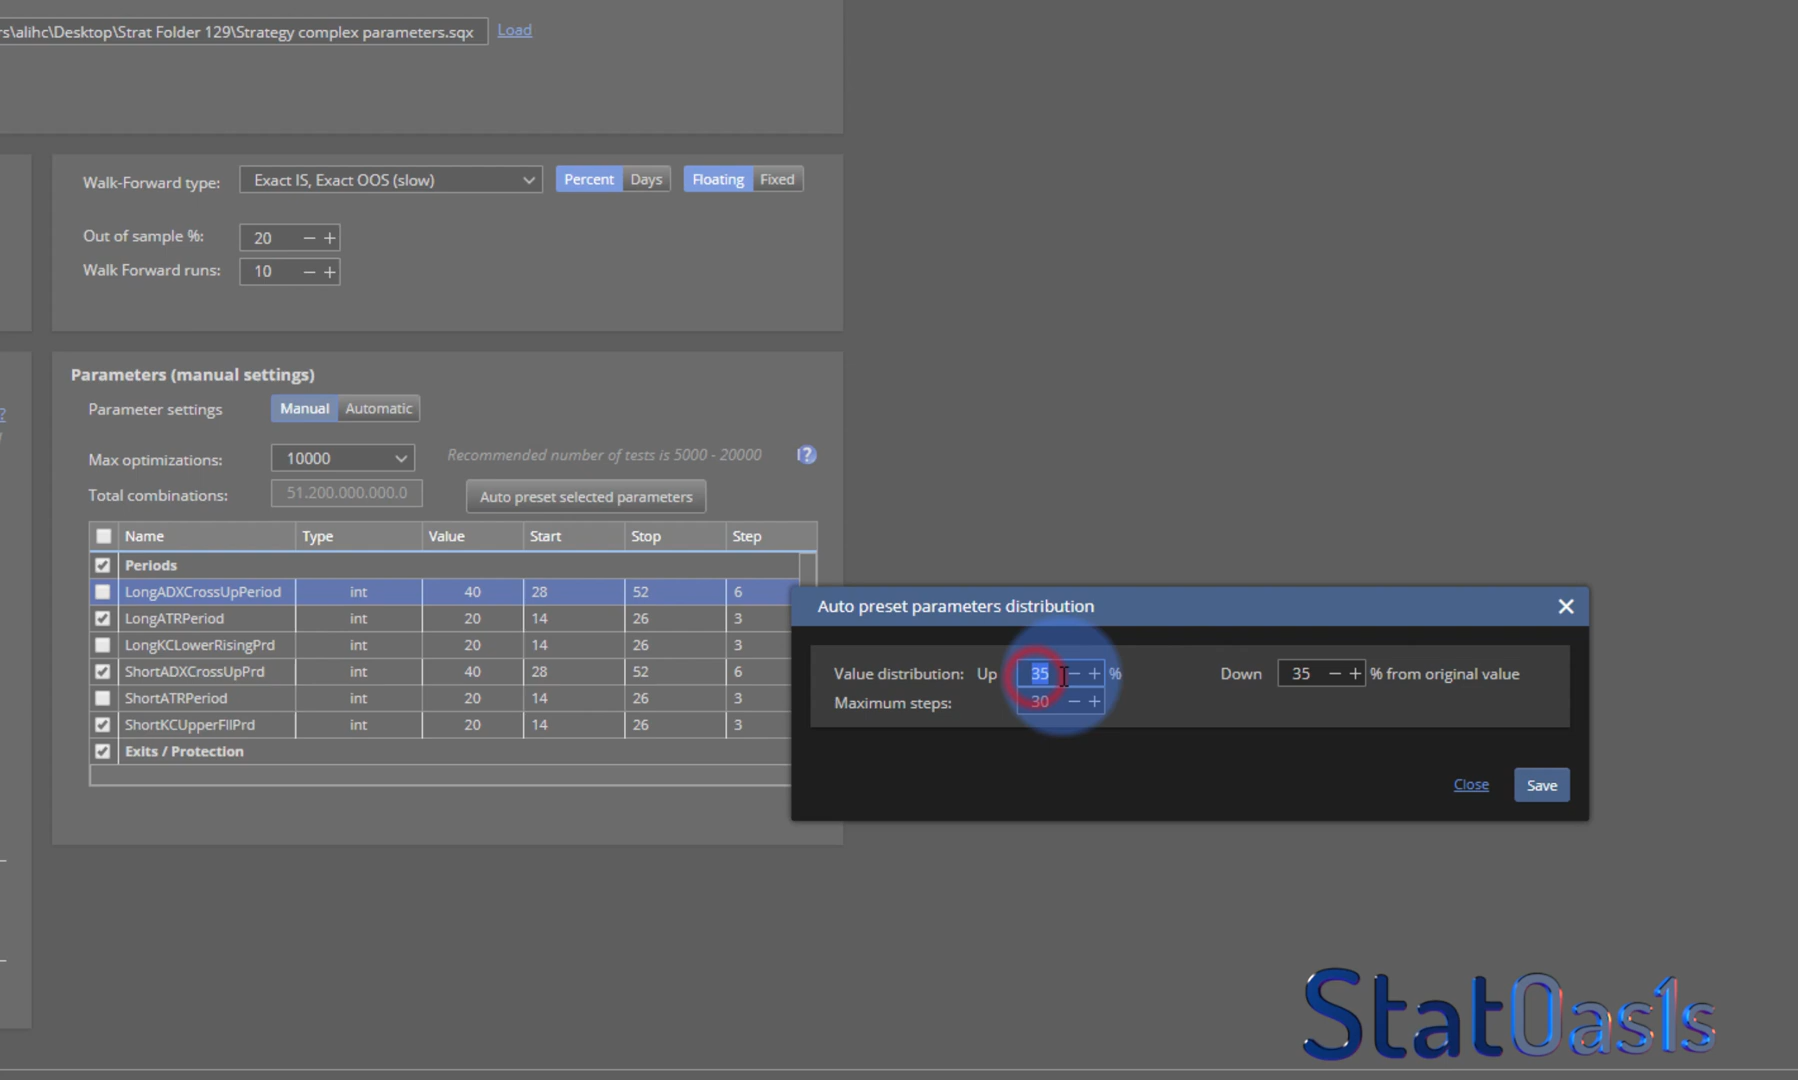 rs\alihc\Desktop\Strat Folder 129\Strategy complex parameters.sqx Load
Walk-Forward type: Exact IS, Exact OOS (slow) Percent Days Floating Fixed
Out of sample %: 20 − +
Walk Forward runs: 10 − +
Parameters (manual settings)
?
Parameter settings Manual Automatic
Max optimizations: 10000 Recommended number of tests is 5000 - 20000 ?
Total combinations: 51.200.000.000.0 Auto preset selected parameters
Name Type Value Start Stop Step
Periods
LongADXCrossUpPeriod int 40 28 52 6
LongATRPeriod int 20 14 26 3
LongKCLowerRisingPrd int 20 14 26 3
ShortADXCrossUpPrd int 40 28 52 6
ShortATRPeriod int 20 14 26 3
ShortKCUpperFllPrd int 20 14 26 3
Exits / Protection
Auto preset parameters distribution
Value distribution: Up 35 − + % Down 35 − + % from original value
Maximum steps: 30 − +
Close Save
StatOas1s